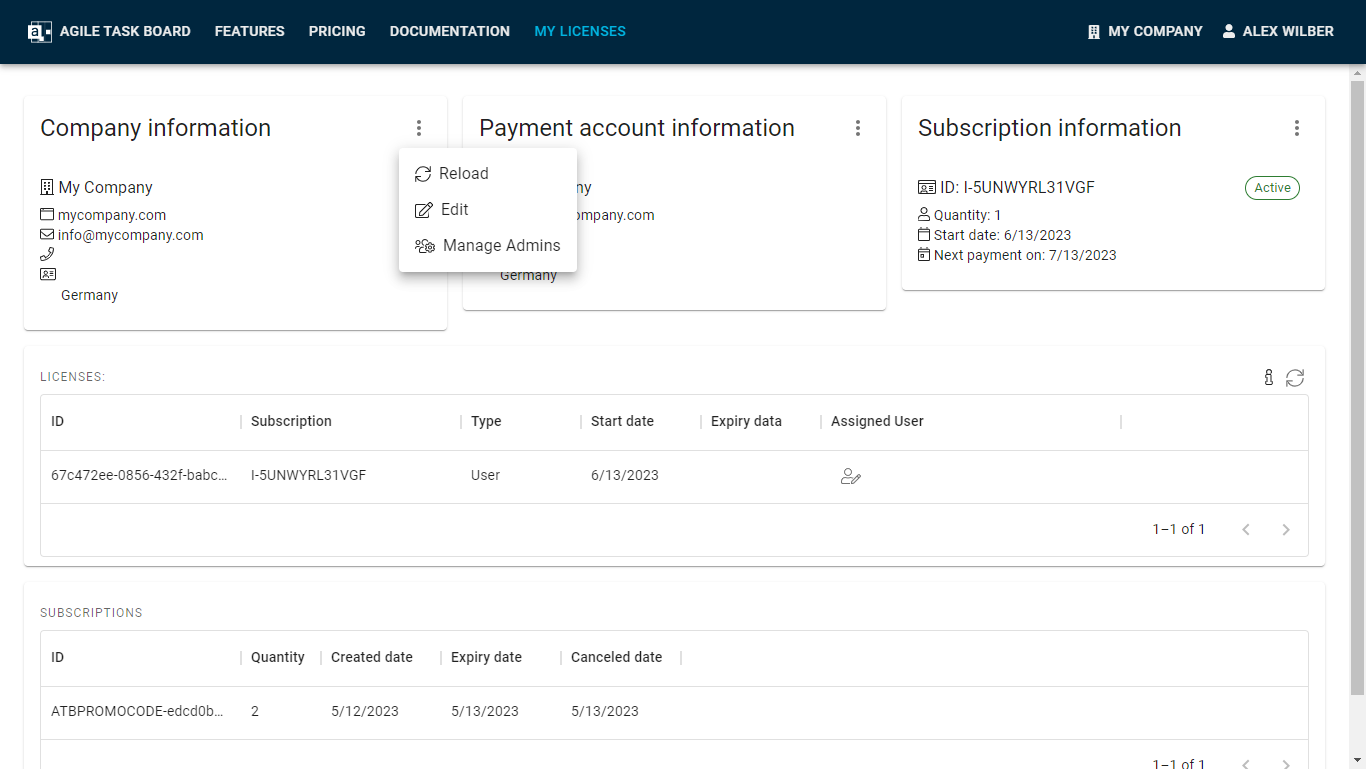 a
AGILE TASK BOARD FEATURES PRICING DOCUMENTATION MY LICENSES MY COMPANY ALEX WILBER
Company information
My Company
mycompany.com
info@mycompany.com
Germany
Reload
Edit
Manage Admins
Payment account information
ny
ompany.com
Germany
Subscription information
ID: I-5UNWYRL31VGF Active
Quantity: 1
Start date: 6/13/2023
Next payment on: 7/13/2023
LICENSES:
ID Subscription Type Start date Expiry data Assigned User
67c472ee-0856-432f-babc... I-5UNWYRL31VGF User 6/13/2023
1–1 of 1
SUBSCRIPTIONS
ID Quantity Created date Expiry date Canceled date
ATBPROMOCODE-edcd0b... 2 5/12/2023 5/13/2023 5/13/2023
1–1 of 1